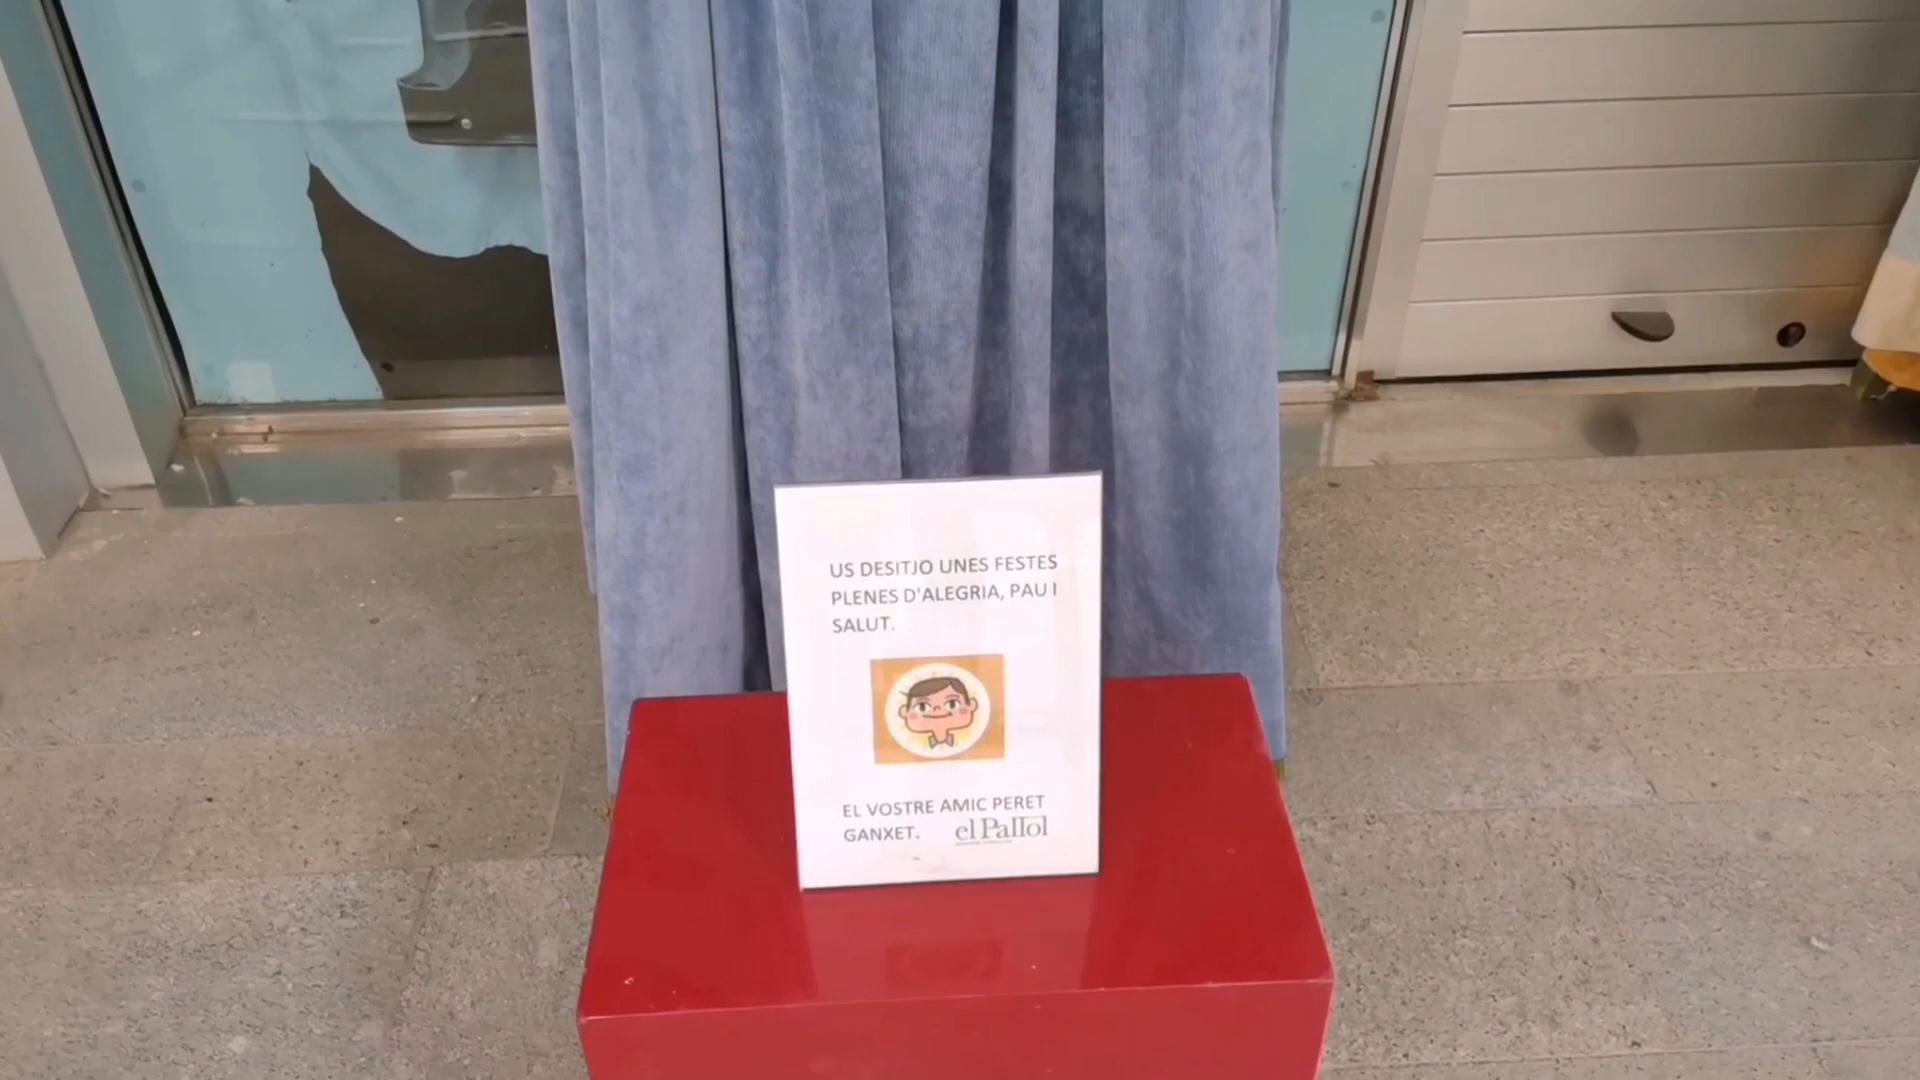 US DESITJO UNES FESTES
PLENES D'ALEGRIA, PAU I
SALUT.
EL VOSTRE AMIC PERET
GANXET. el Pallol